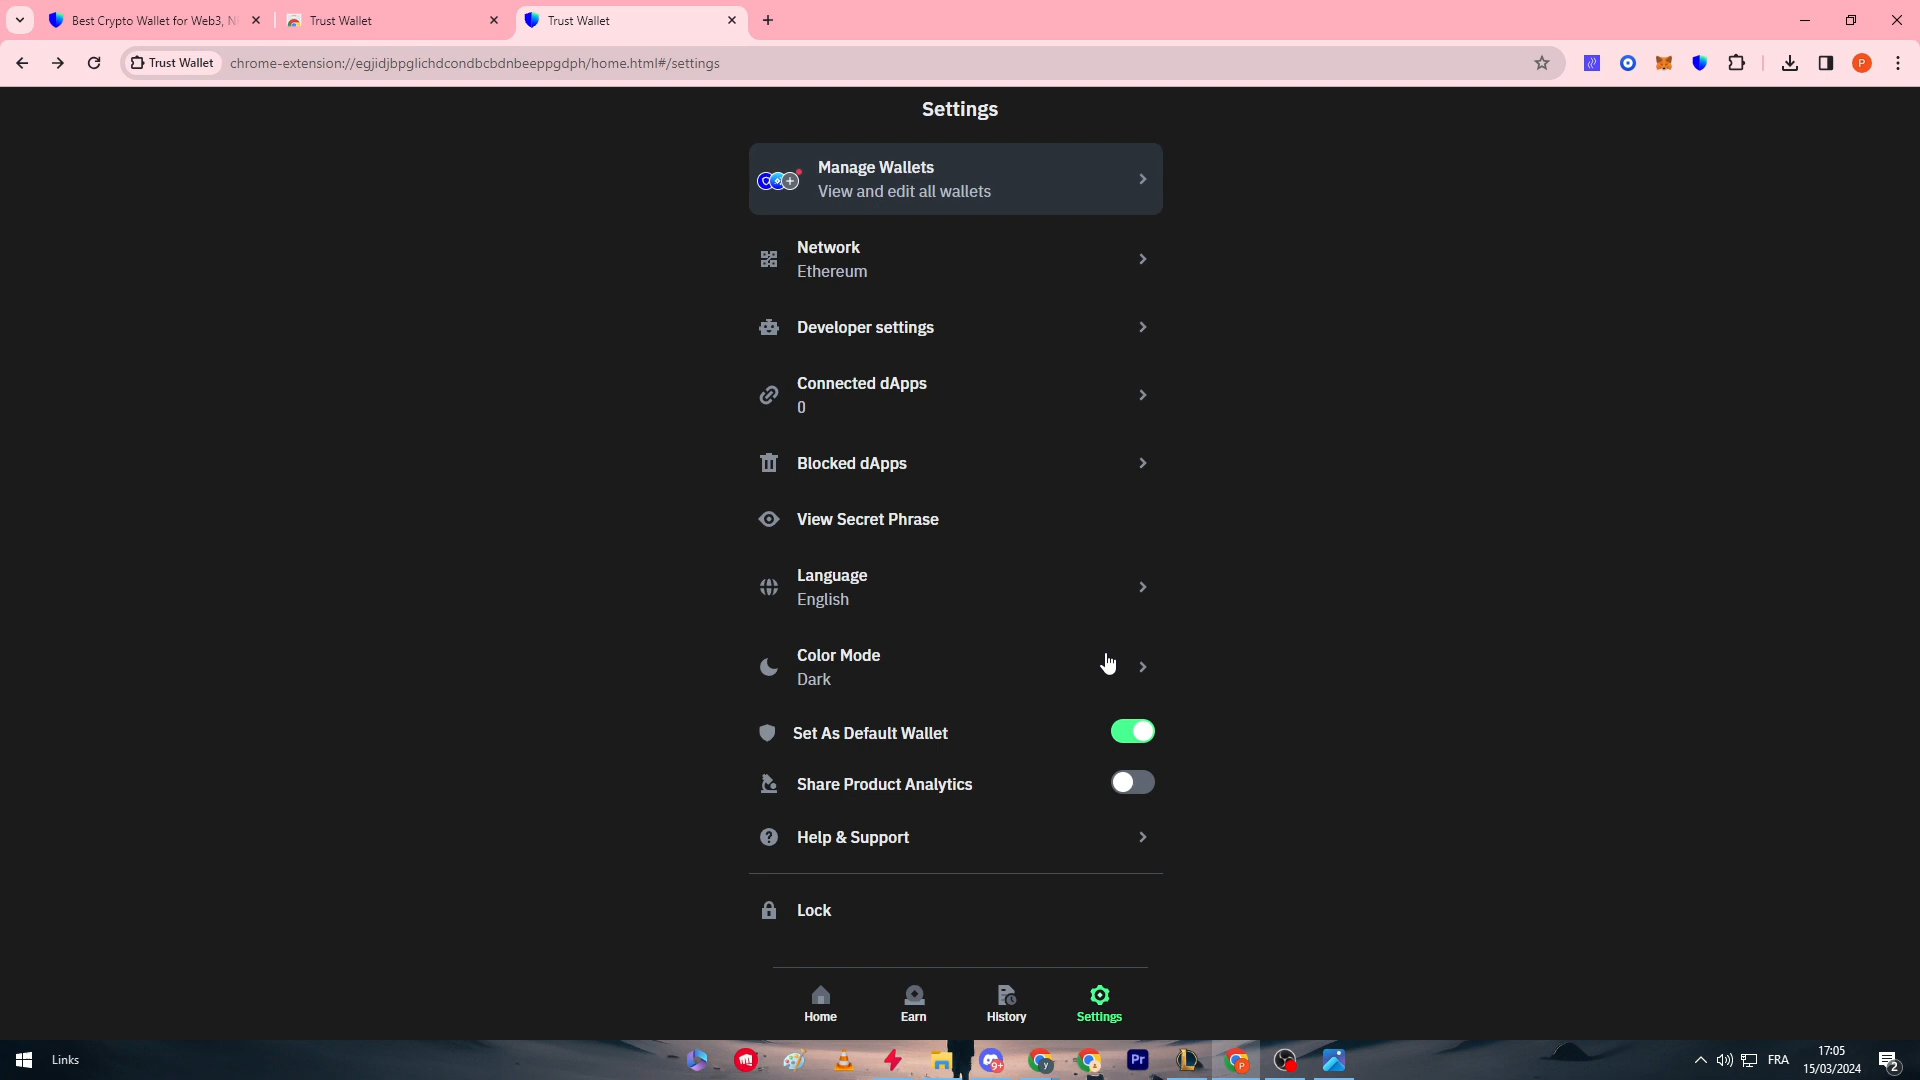 Best Crypto Wallet for Web3, N
Trust Wallet
Trust Wallet
Trust Wallet
chrome-extension://egjidjbpglichdcondbcbdnbeeppgdph/home.html#/settings
P
Settings
Manage Wallets
View and edit all wallets
Network
Ethereum
Developer settings
Connected dApps
0
Blocked dApps
View Secret Phrase
Language
English
Color Mode
Dark
Set As Default Wallet
Share Product Analytics
Help & Support
Lock
Home
Earn
History
Settings
Links
9+
y
Pr
P
FRA
17:05
15/03/2024
2